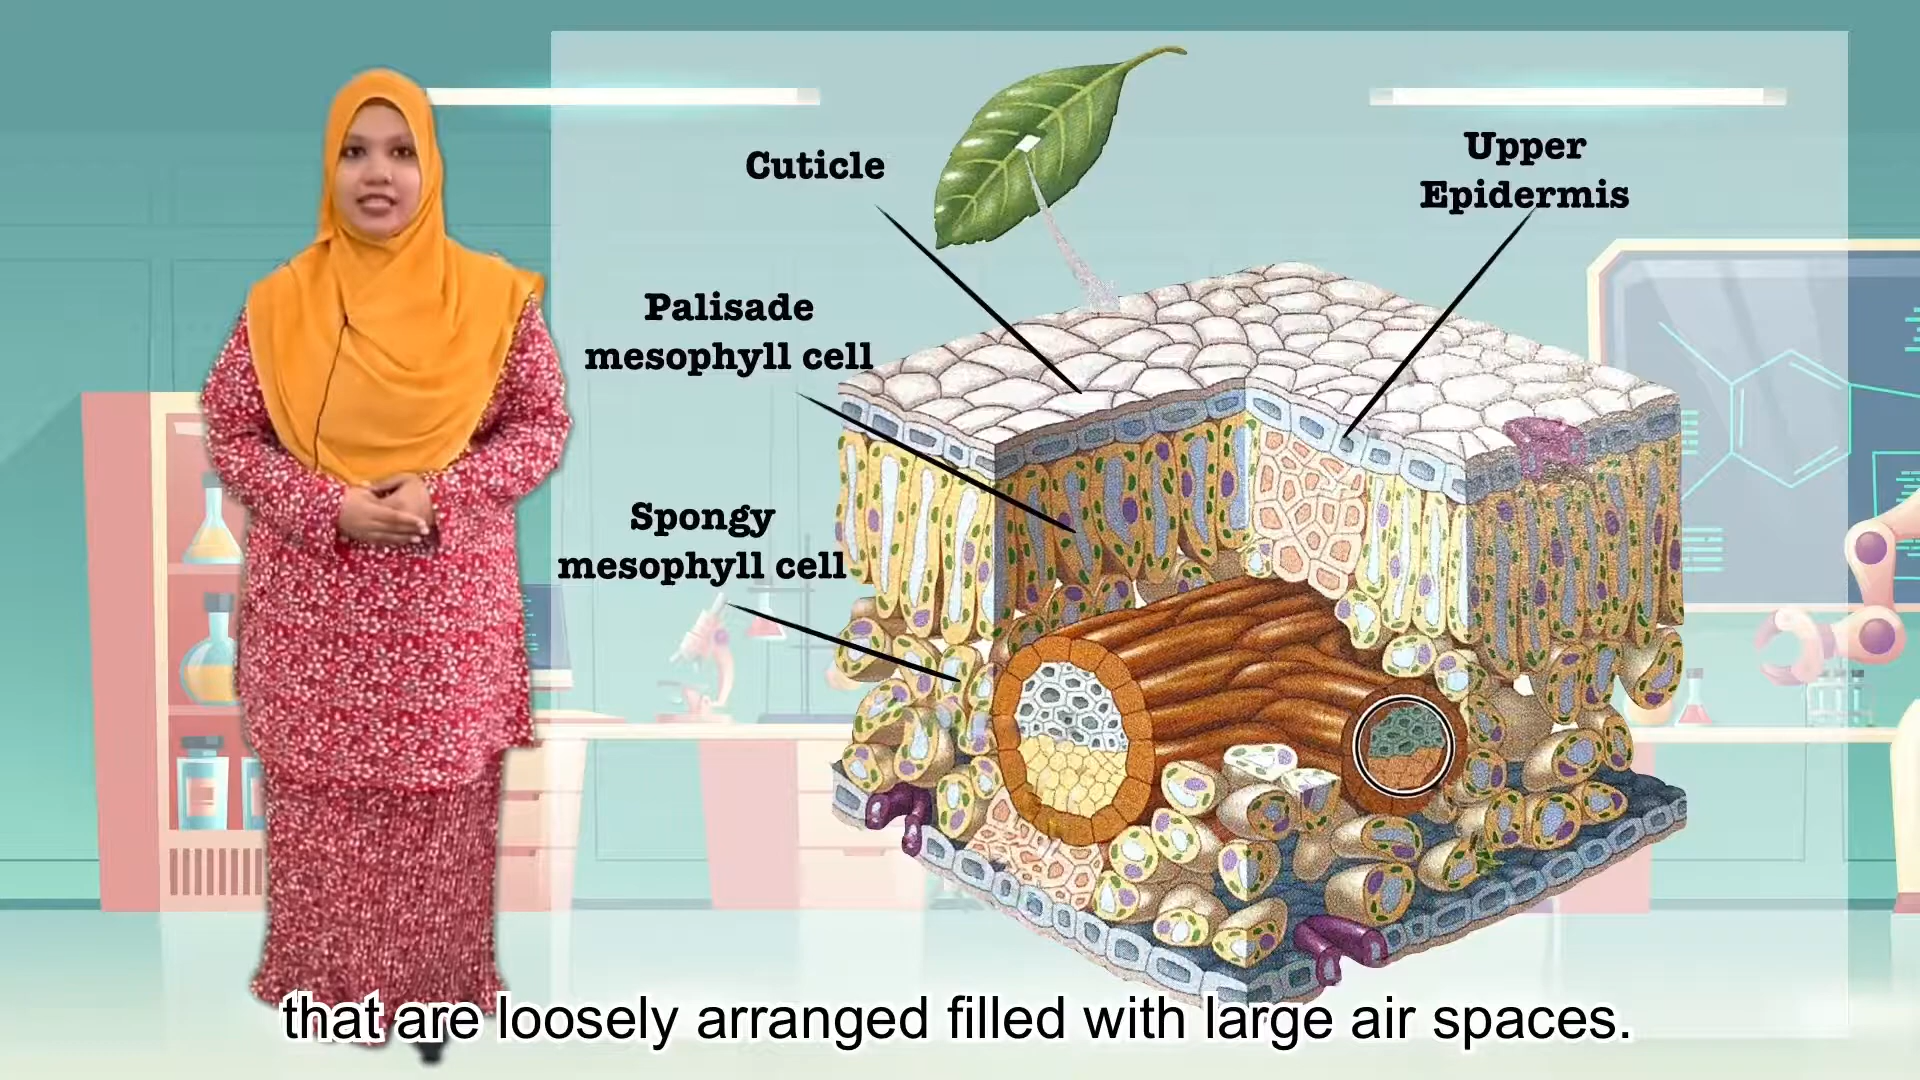 Cuticle
Upper
Epidermis
Palisade
mesophyll cell
Spongy
mesophyll cell
that are loosely arranged filled with large air spaces.